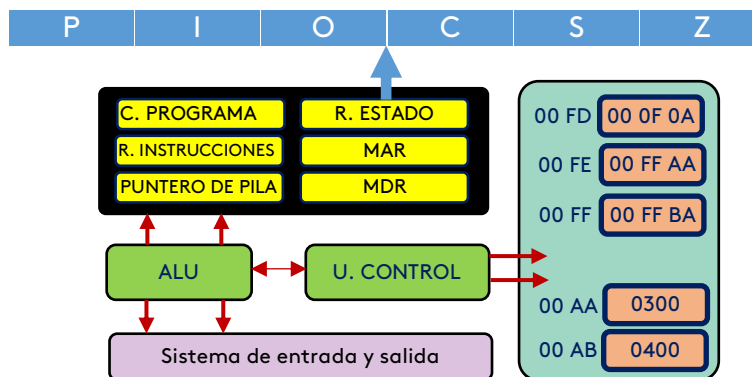 P I O C S Z
C. PROGRAMA R. ESTADO
R. INSTRUCCIONES MAR
PUNTERO DE PILA MDR
ALU U. CONTROL
Sistema de entrada y salida
00 FD 00 0F 0A
00 FE 00 FF AA
00 FF 00 FF BA
00 AA 0300
00 AB 0400